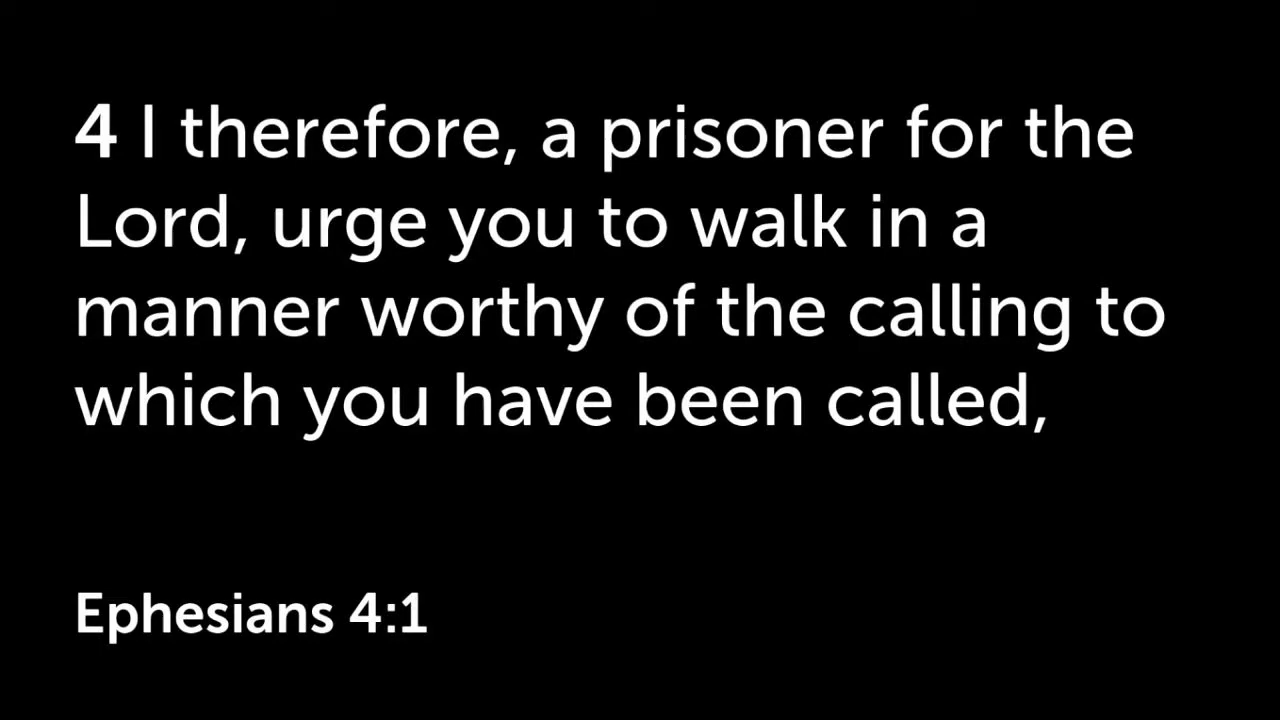 4 I therefore, a prisoner for the
Lord, urge you to walk in a
manner worthy of the calling to
which you have been called,
Ephesians 4:1